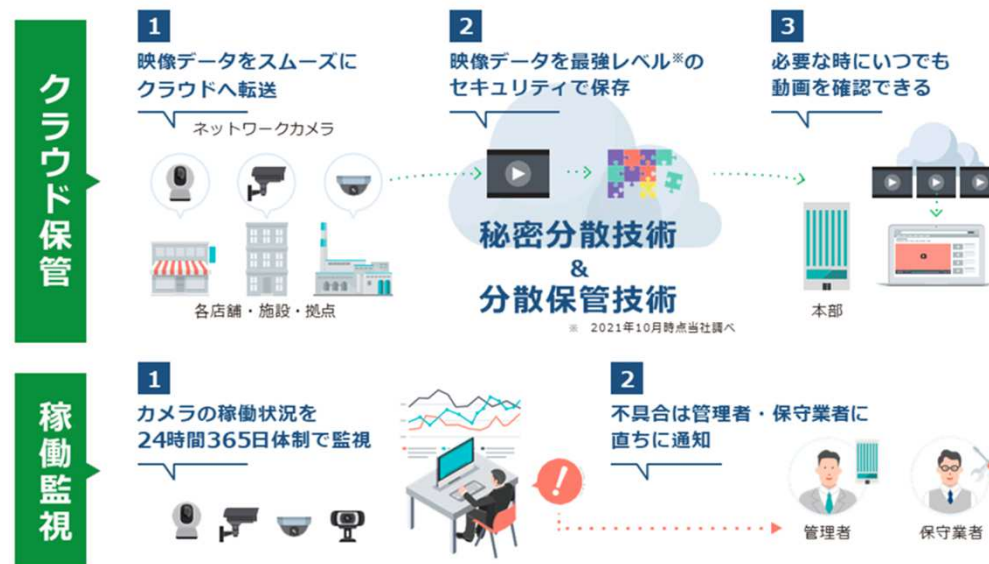 クラウド保管
1
映像データをスムーズに
クラウドへ転送
ネットワークカメラ
各店舗・施設・拠点
2
映像データを最強レベル※の
セキュリティで保存
秘密分散技術
&
分散保管技術
※ 2021年10月時点当社調べ
3
必要な時にいつでも
動画を確認できる
本部
稼働監視
1
カメラの稼働状況を
24時間365日体制で監視
2
不具合は管理者・保守業者に
直ちに通知
管理者
保守業者